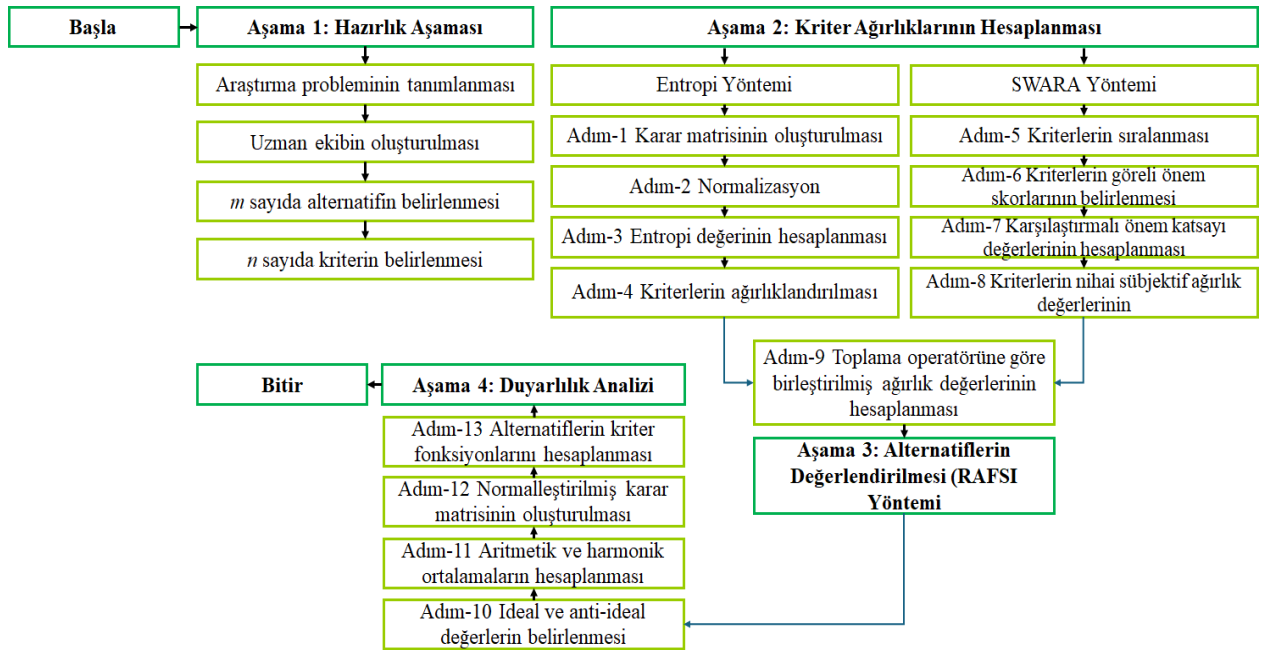 Başla
Aşama 1: Hazırlık Aşaması
Araştırma probleminin tanımlanması
Uzman ekibin oluşturulması
m sayıda alternatifin belirlenmesi
n sayıda kriterin belirlenmesi
Aşama 2: Kriter Ağırlıklarının Hesaplanması
Entropi Yöntemi
Adım-1 Karar matrisinin oluşturulması
Adım-2 Normalizasyon
Adım-3 Entropi değerinin hesaplanması
Adım-4 Kriterlerin ağırlıklandırılması
SWARA Yöntemi
Adım-5 Kriterlerin sıralanması
Adım-6 Kriterlerin göreli önem
skorlarının belirlenmesi
Adım-7 Karşılaştırmalı önem katsayı
değerlerinin hesaplanması
Adım-8 Kriterlerin nihai sübjektif ağırlık
değerlerinin
Adım-9 Toplama operatörüne göre
birleştirilmiş ağırlık değerlerinin
hesaplanması
Aşama 3: Alternatiflerin
Değerlendirilmesi (RAFSI
Yöntemi
Adım-10 Ideal ve anti-ideal
değerlerin belirlenmesi
Adım-11 Aritmetik ve harmonik
ortalamaların hesaplanması
Adım-12 Normalleştirilmiş karar
matrisinin oluşturulması
Adım-13 Alternatiflerin kriter
fonksiyonlarını hesaplanması
Aşama 4: Duyarlılık Analizi
Bitir